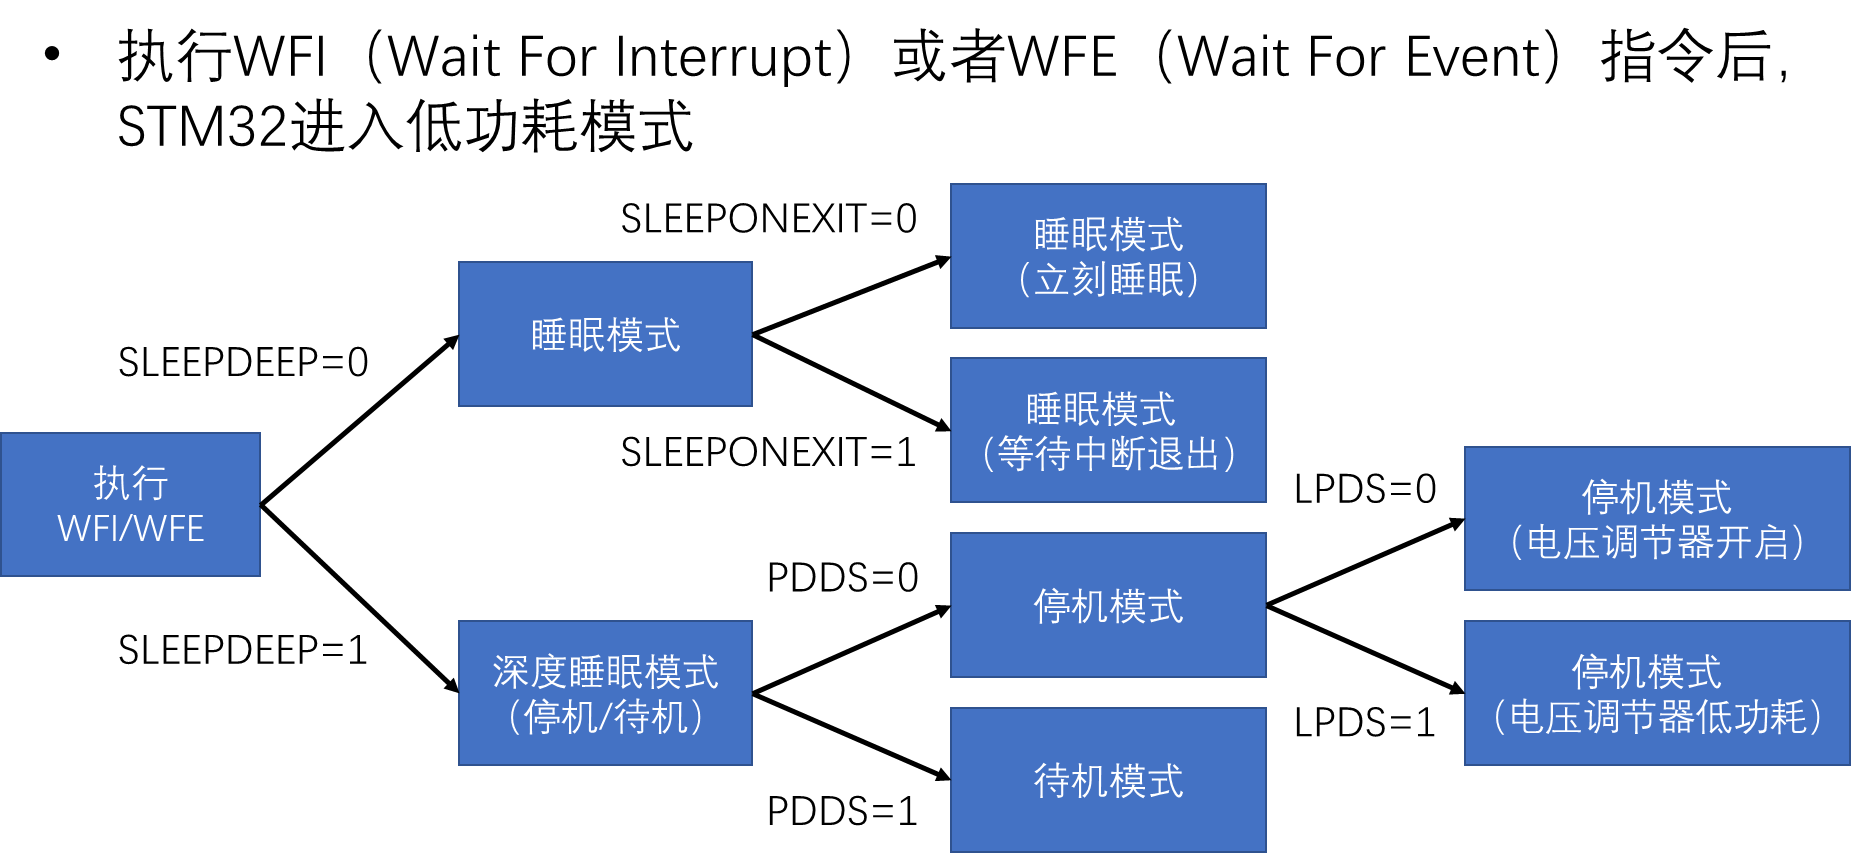 • 执行WFI（Wait For Interrupt）或者WFE（Wait For Event）指令后，
STM32进入低功耗模式
SLEEPONEXIT=0
睡眠模式
（立刻睡眠）
睡眠模式
SLEEPDEEP=0
SLEEPONEXIT=1
睡眠模式
（等待中断退出）
执行
WFI/WFE
LPDS=0
停机模式
（电压调节器开启）
PDDS=0
停机模式
SLEEPDEEP=1
深度睡眠模式
（停机/待机）
LPDS=1
停机模式
（电压调节器低功耗）
PDDS=1
待机模式